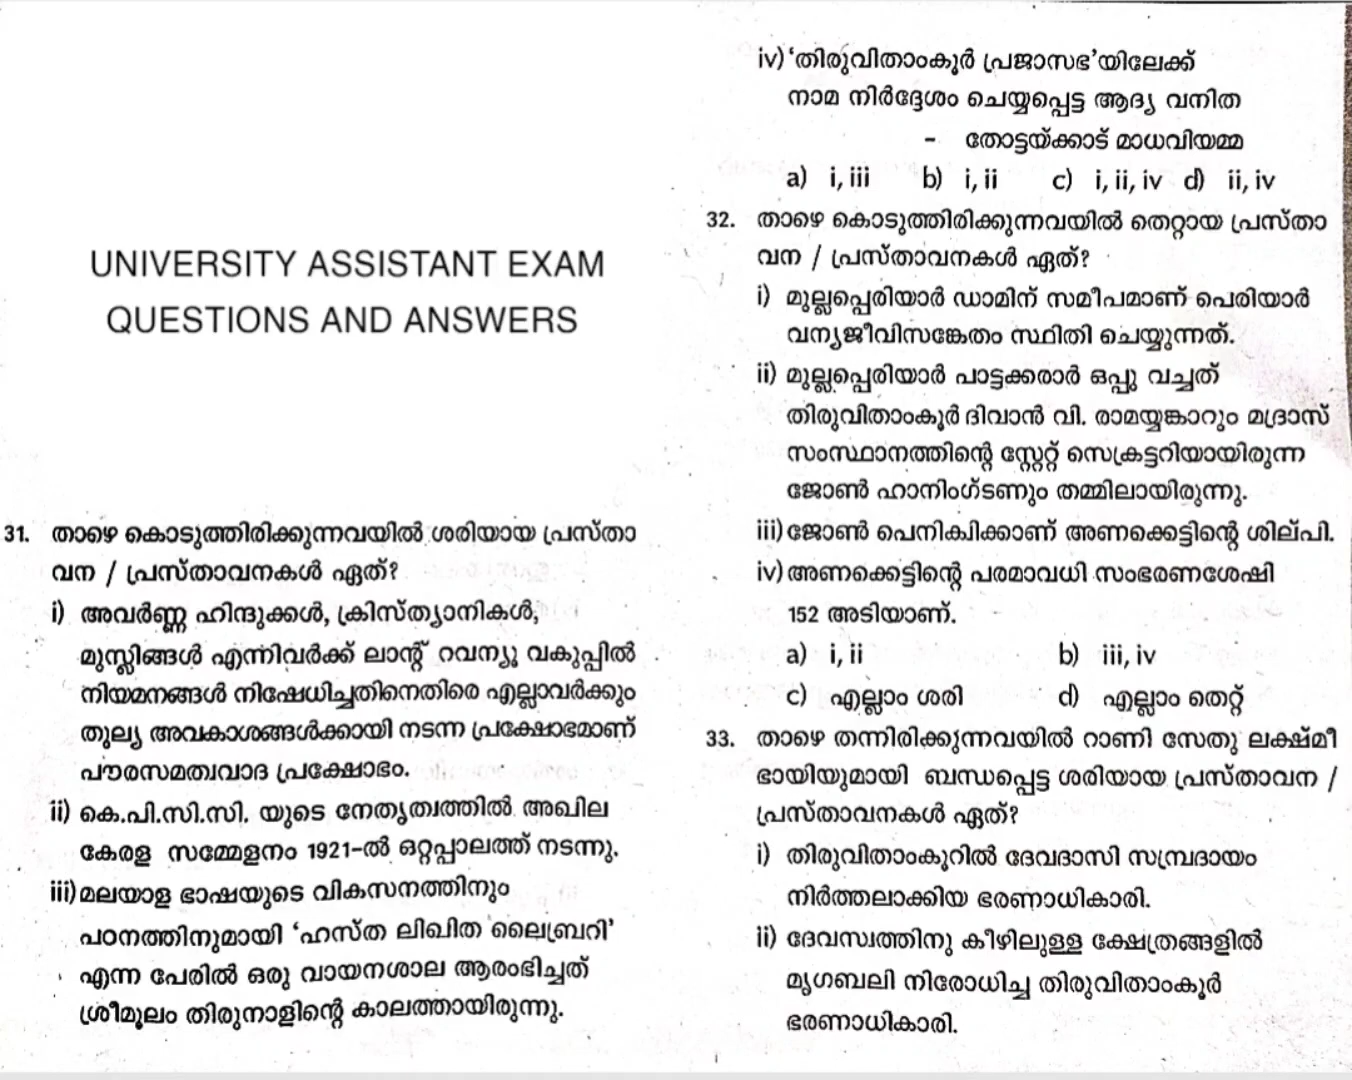 UNIVERSITY ASSISTANT EXAM
QUESTIONS AND ANSWERS
31. താഴെ കൊടുത്തിരിക്കുന്നവയിൽ ശരിയായ പ്രസ്താ
വന / പ്രസ്താവനകൾ ഏത്?
i) അവർണ്ണ ഹിന്ദുക്കൾ, ക്രിസ്ത്യാനികൾ,
മുസ്ലിങ്ങൾ എന്നിവർക്ക് ലാന്റ് റവന്യൂ വകുപ്പിൽ
നിയമനങ്ങൾ നിഷേധിച്ചതിനെതിരെ എല്ലാവർക്കും
തുല്യ അവകാശങ്ങൾക്കായി നടന്ന പ്രക്ഷോഭമാണ്
പൗരസമത്വവാദ പ്രക്ഷോഭം.
ii) കെ.പി.സി.സി. യുടെ നേതൃത്വത്തിൽ അഖില
കേരള സമ്മേളനം 1921-ൽ ഒറ്റപ്പാലത്ത് നടന്നു.
iii) മലയാള ഭാഷയുടെ വികസനത്തിനും
പഠനത്തിനുമായി ‘ഹസ്ത ലിഖിത ലൈബ്രറി’
എന്ന പേരിൽ ഒരു വായനശാല ആരംഭിച്ചത്
ശ്രീമൂലം തിരുനാളിന്റെ കാലത്തായിരുന്നു.
iv) ‘തിരുവിതാംകൂർ പ്രജാസഭ’യിലേക്ക്
നാമ നിർദ്ദേശം ചെയ്യപ്പെട്ട ആദ്യ വനിത
- തോട്ടയ്ക്കാട് മാധവിയമ്മ
a) i, iii b) i, ii c) i, ii, iv d) ii, iv
32. താഴെ കൊടുത്തിരിക്കുന്നവയിൽ തെറ്റായ പ്രസ്താ
വന / പ്രസ്താവനകൾ ഏത്?
i) മുല്ലപ്പെരിയാർ ഡാമിന് സമീപമാണ് പെരിയാർ
വന്യജീവിസങ്കേതം സ്ഥിതി ചെയ്യുന്നത്.
ii) മുല്ലപ്പെരിയാർ പാട്ടക്കരാർ ഒപ്പു വച്ചത്
തിരുവിതാംകൂർ ദിവാൻ വി. രാമയ്യങ്കാറും മദ്രാസ്
സംസ്ഥാനത്തിന്റെ സ്റ്റേറ്റ് സെക്രട്ടറിയായിരുന്ന
ജോൺ ഹാനിംഗ്ടണും തമ്മിലായിരുന്നു.
iii) ജോൺ പെനിക്വിക്കാണ് അണക്കെട്ടിന്റെ ശില്പി.
iv) അണക്കെട്ടിന്റെ പരമാവധി സംഭരണശേഷി
152 അടിയാണ്.
a) i, ii b) iii, iv
c) എല്ലാം ശരി d) എല്ലാം തെറ്റ്
33. താഴെ തന്നിരിക്കുന്നവയിൽ റാണി സേതു ലക്ഷ്മീ
ഭായിയുമായി ബന്ധപ്പെട്ട ശരിയായ പ്രസ്താവന /
പ്രസ്താവനകൾ ഏത്?
i) തിരുവിതാംകൂറിൽ ദേവദാസി സമ്പ്രദായം
നിർത്തലാക്കിയ ഭരണാധികാരി.
ii) ദേവസ്വത്തിനു കീഴിലുള്ള ക്ഷേത്രങ്ങളിൽ
മൃഗബലി നിരോധിച്ച തിരുവിതാംകൂർ
ഭരണാധികാരി.